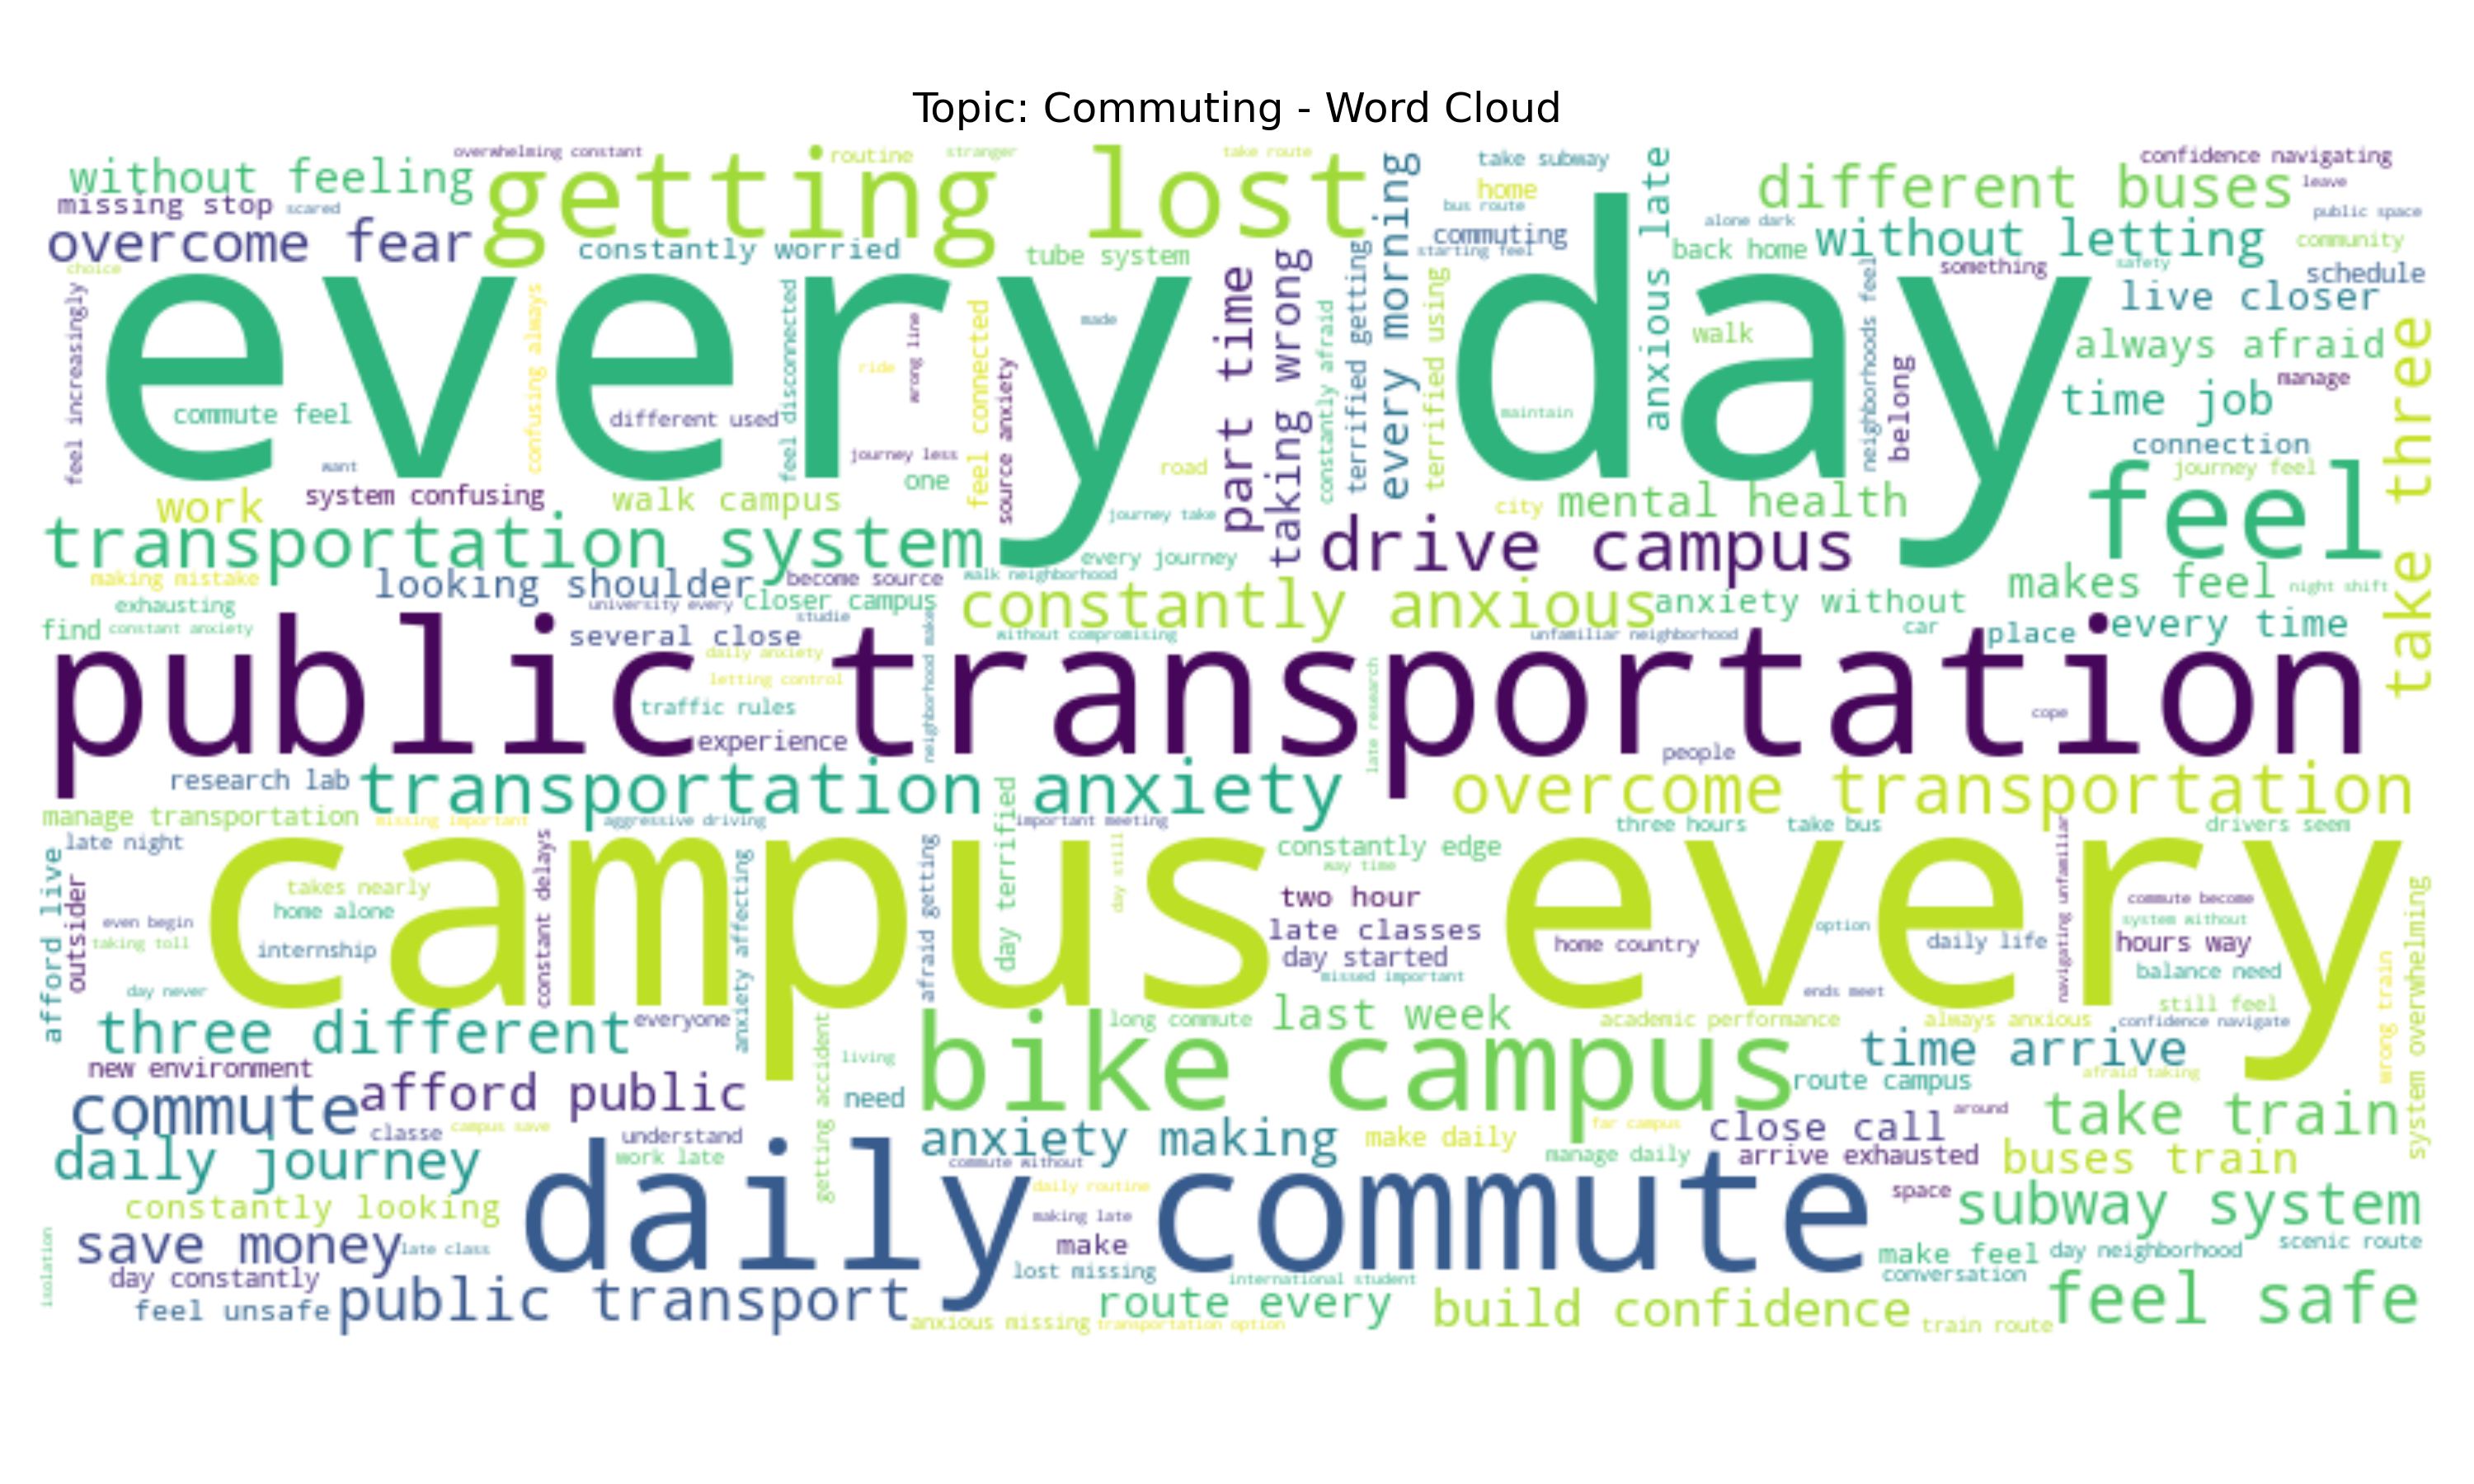 Topic: Commuting - Word Cloud
overwhelming constant
routine
stranger
take route
take subway
confidence navigating
without feeling
getting lost
every morning
anxious late
home
different buses
leave
missing stop
scared
bus route
public space
overcome fear
constantly worried
tube system
commuting
alone dark
starting feel
back home
without letting
community
choice
something
safety
schedule
every day
feel increasingly
confusing always
feel disconnected
wrong line
feel connected
made
part time
taking wrong
constantly afraid
terrified getting
terrified using
walk
neighborhoods feel
live closer
always afraid
take three
ride
source anxiety
belong
manage
commute feel
different used
maintain
time job
want
journey less
road
connection
journey feel
work
system confusing
walk campus
one
journey take
city
mental health
feel
transportation system
every journey
drive campus
making mistake
looking shoulder
become source
walk neighborhood
makes feel
night shift
exhausting
university every
closer campus
constantly anxious
anxiety without
find
constant anxiety
several close
studie
without compromising
unfamiliar neighborhood
car
place
every time
public transportation
daily anxiety
letting control
neighborhood make
late research
traffic rules
cope
experience
people
research lab
transportation anxiety
overcome transportation
manage transportation
missing important
aggressive driving
important meeting
three hours
take bus
drivers seem
late night
constant delays
day terrified
constantly edge
navigating unfamiliar
campus every
afford live
outsider
anxiety affecting
afraid getting
day still
way time
takes nearly
two hour
commute become
home alone
even begin
late classes
option
system without
taking toll
internship
home country
daily life
hours way
day started
missed important
balance need
system overwhelming
day never
ends meet
wrong train
still feel
three different
everyone
getting accident
bike campus
long commute
last week
academic performance
always anxious
confidence navigate
new environment
living
time arrive
commute
afford public
need
route campus
afraid taking
classe
campus save
understand
anxiety making
far campus
make daily
close call
around
take train
daily journey
work late
commute without
manage daily
arrive exhausted
buses train
daily commute
daily routine
space
constantly looking
making late
subway system
isolation
save money
late class
make
make feel
day neighborhood
scenic route
day constantly
lost missing
international student
conversation
feel unsafe
public transport
route every
build confidence
feel safe
anxious missing
transportation option
train route